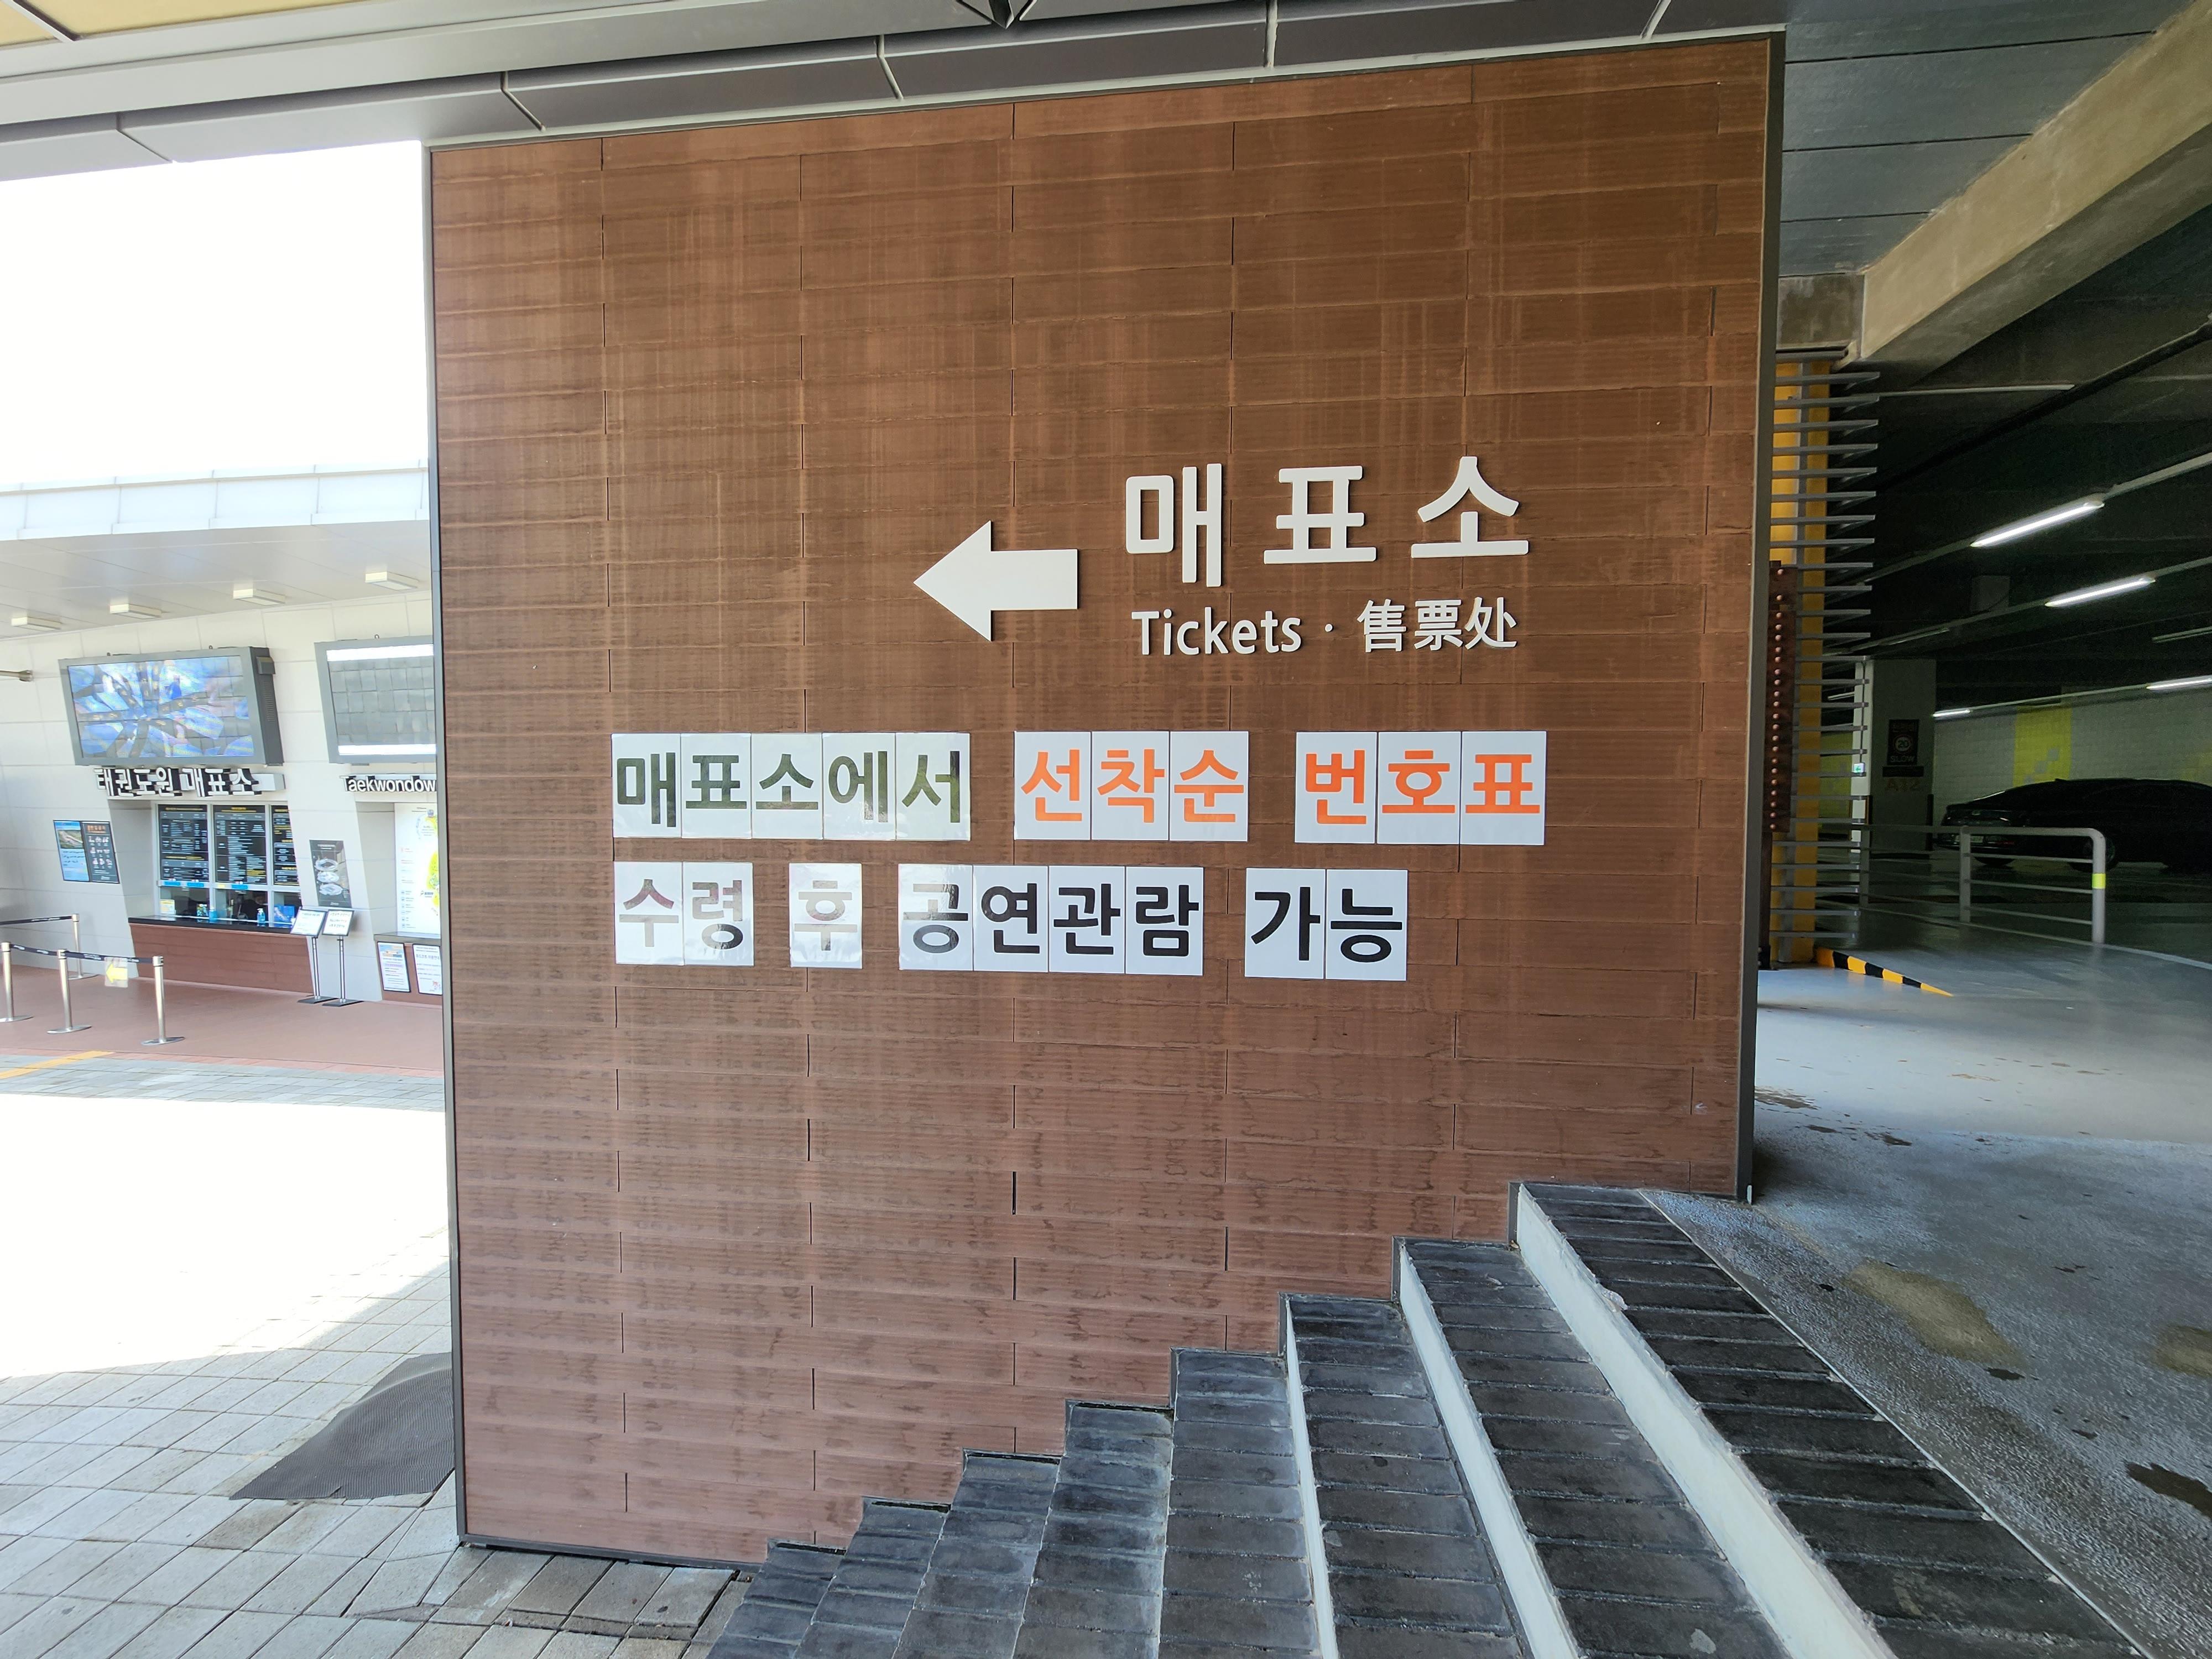 매표소
Tickets · 售票处
매표소에서 선착순 번호표
수령 후 공연관람 가능
태권도원 매표소
Taekwondow